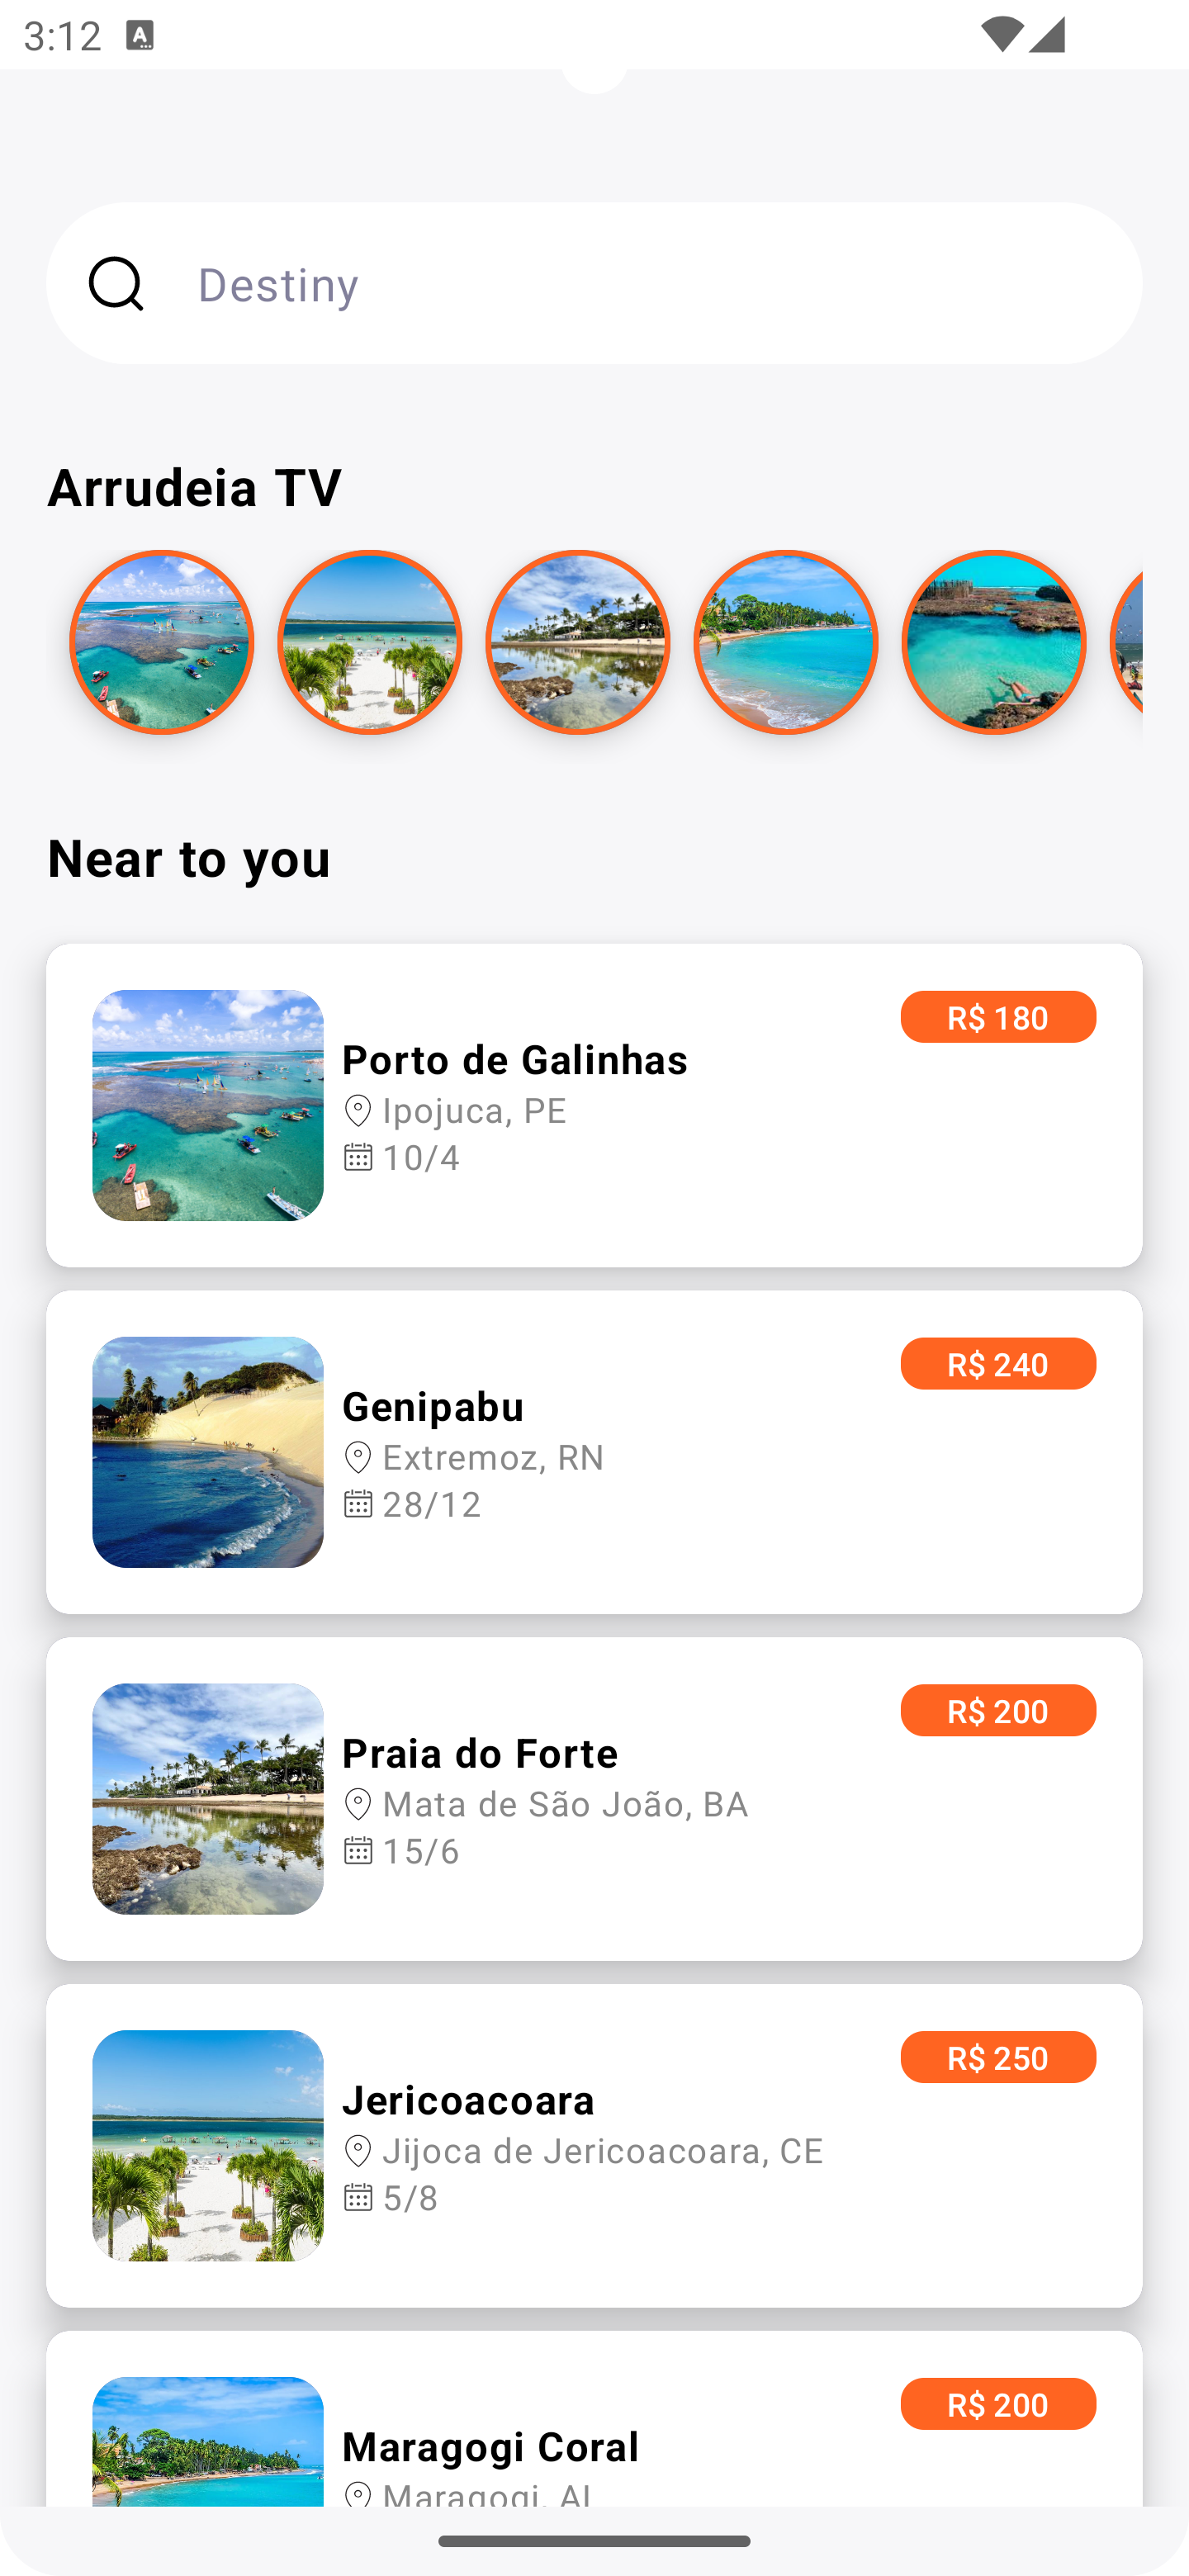 3:12
Destiny
Arrudeia TV
Near to you
R$ 180
Porto de Galinhas
Ipojuca, PE
10/4
R$ 240
Genipabu
Extremoz, RN
28/12
R$ 200
Praia do Forte
Mata de São João, BA
15/6
R$ 250
Jericoacoara
Jijoca de Jericoacoara, CE
5/8
R$ 200
Maragogi Coral
Maragogi, AL